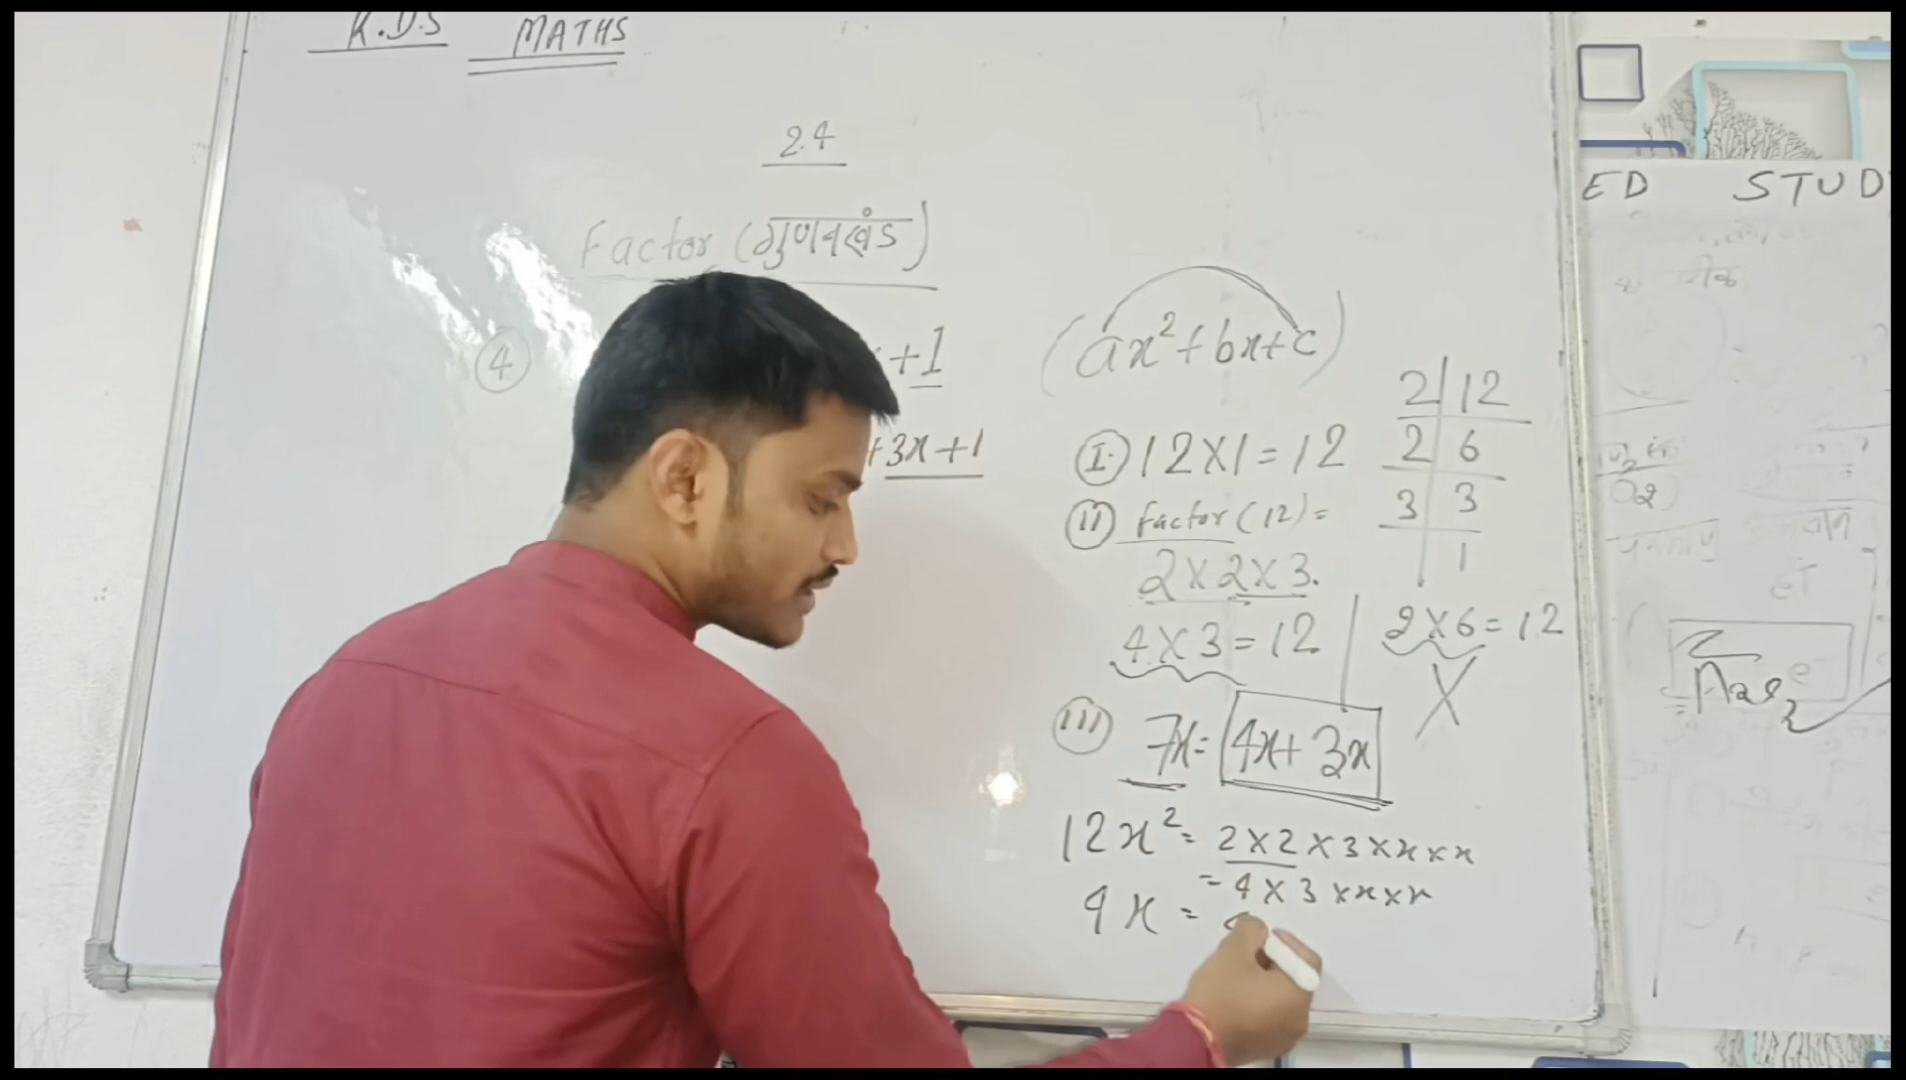 K.D.S MATHS
2.4
Factor (गुणनखंड)
④
+1
+3x+1
(ax²+bx+c)
Ⓘ 12×1=12
Ⓘⓘ factor(12)=
2×2×3.
4×3=12
2|12
2|6
3|3
|1
2×6=12
X
ⓘⓘⓘ 7x= 4x+3x
12x²= 2×2×3×x×x
= 4×3×x×x
4x =
ED STUD